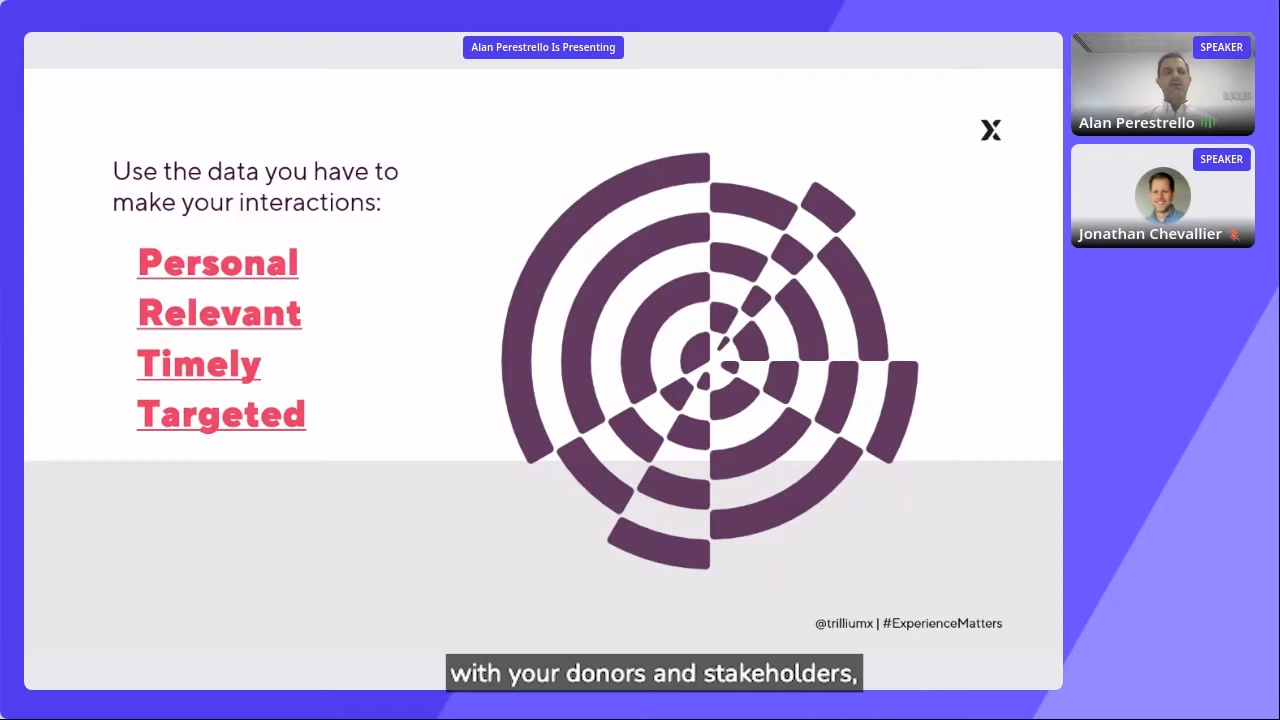 Alan Perestrello Is Presenting
SPEAKER
Alan Perestrello
SPEAKER
Jonathan Chevallier
X
Use the data you have to
make your interactions:
Personal
Relevant
Timely
Targeted
@trilliumx | #ExperienceMatters
with your donors and stakeholders,